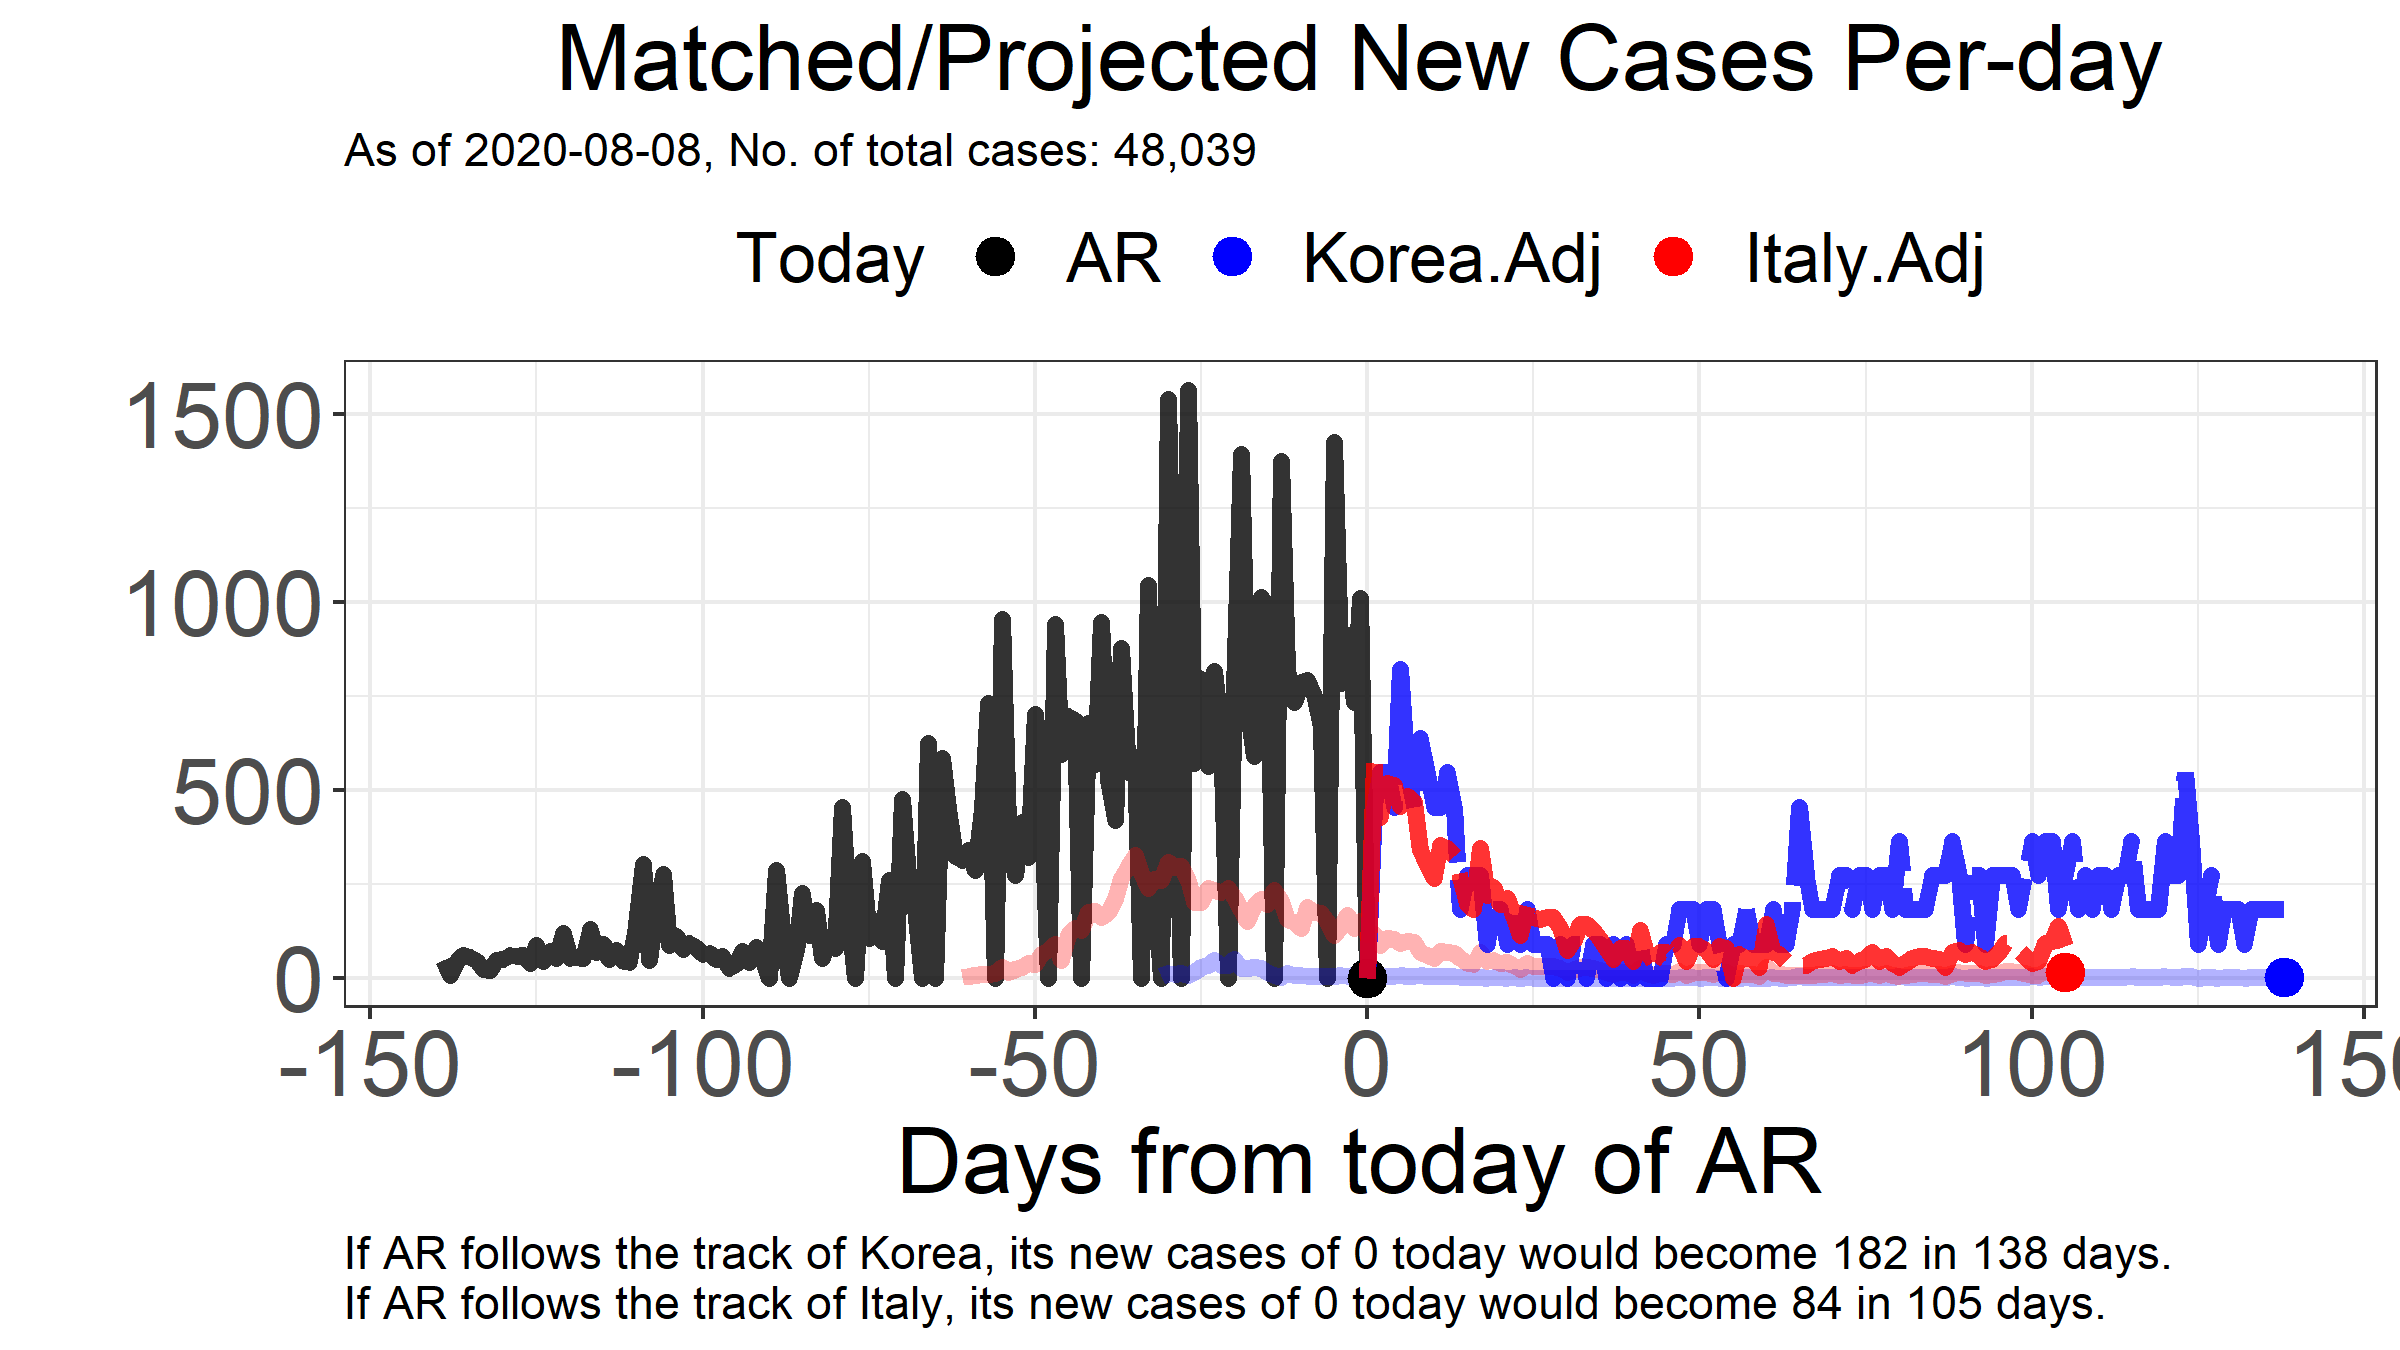 Matched/Projected New Cases Per-day
As of 2020-08-08, No. of total cases: 48,039
Today AR Korea.Adj Italy.Adj
1500
1000
500
0
-150 -100 -50 0 50 100 150
Days from today of AR
If AR follows the track of Korea, its new cases of 0 today would become 182 in 138 days.
If AR follows the track of Italy, its new cases of 0 today would become 84 in 105 days.